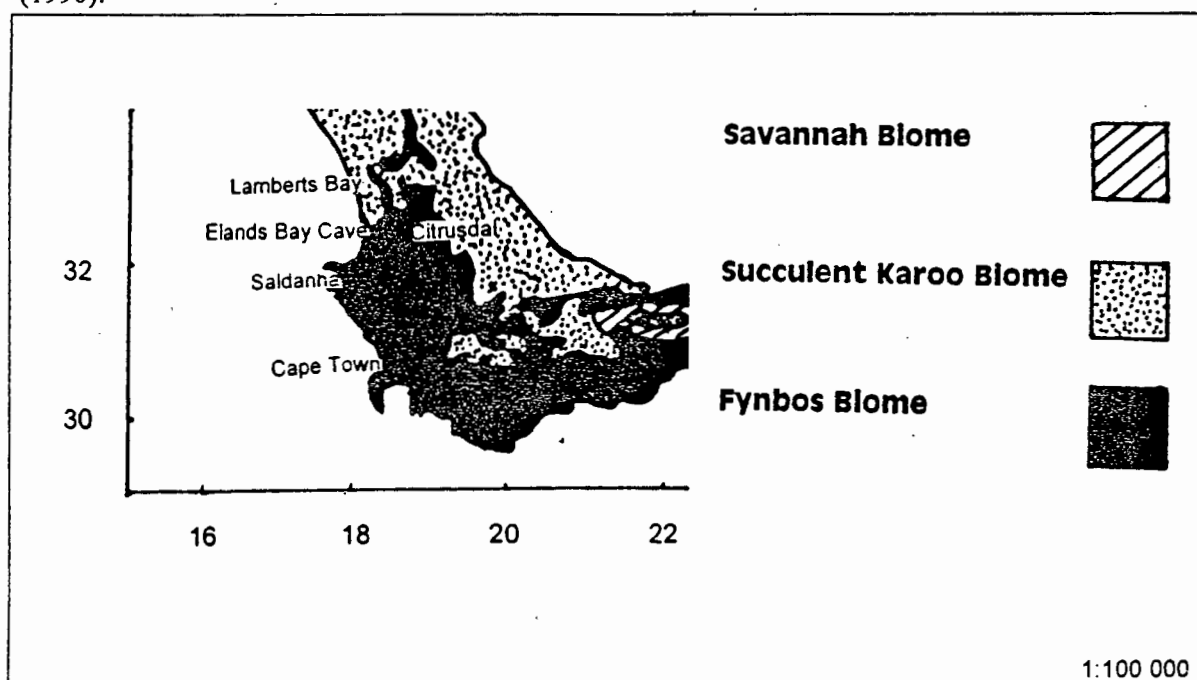 (1996).
Savannah Biome
Lamberts Bay
Elands Bay Cave
Citrusdal
Succulent Karoo Biome
32
Saldanha
Cape Town
Fynbos Biome
30
16 18 20 22
1:100 000